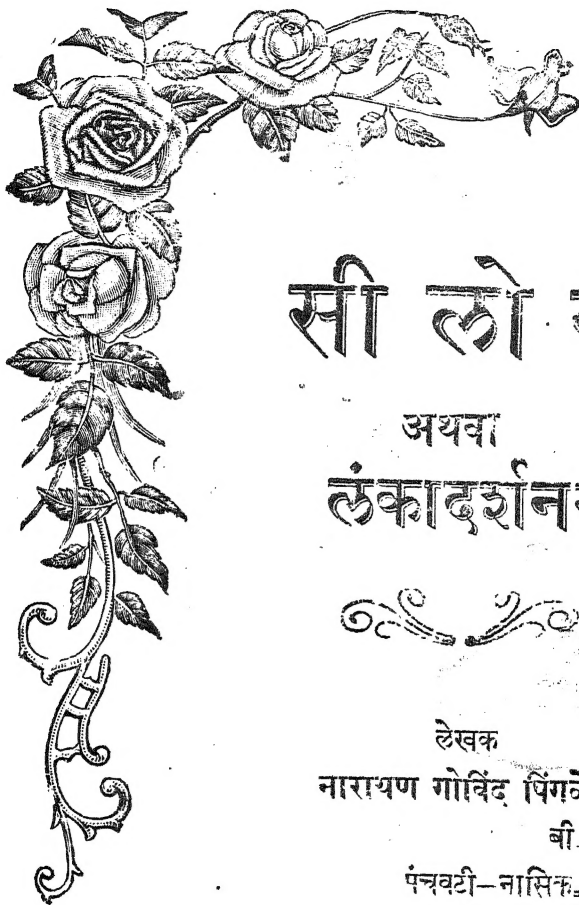 सी लो
अथवा
लंकादर्शन
लेखक
नारायण गोविंद
बी.
पंचवटी–नासिक